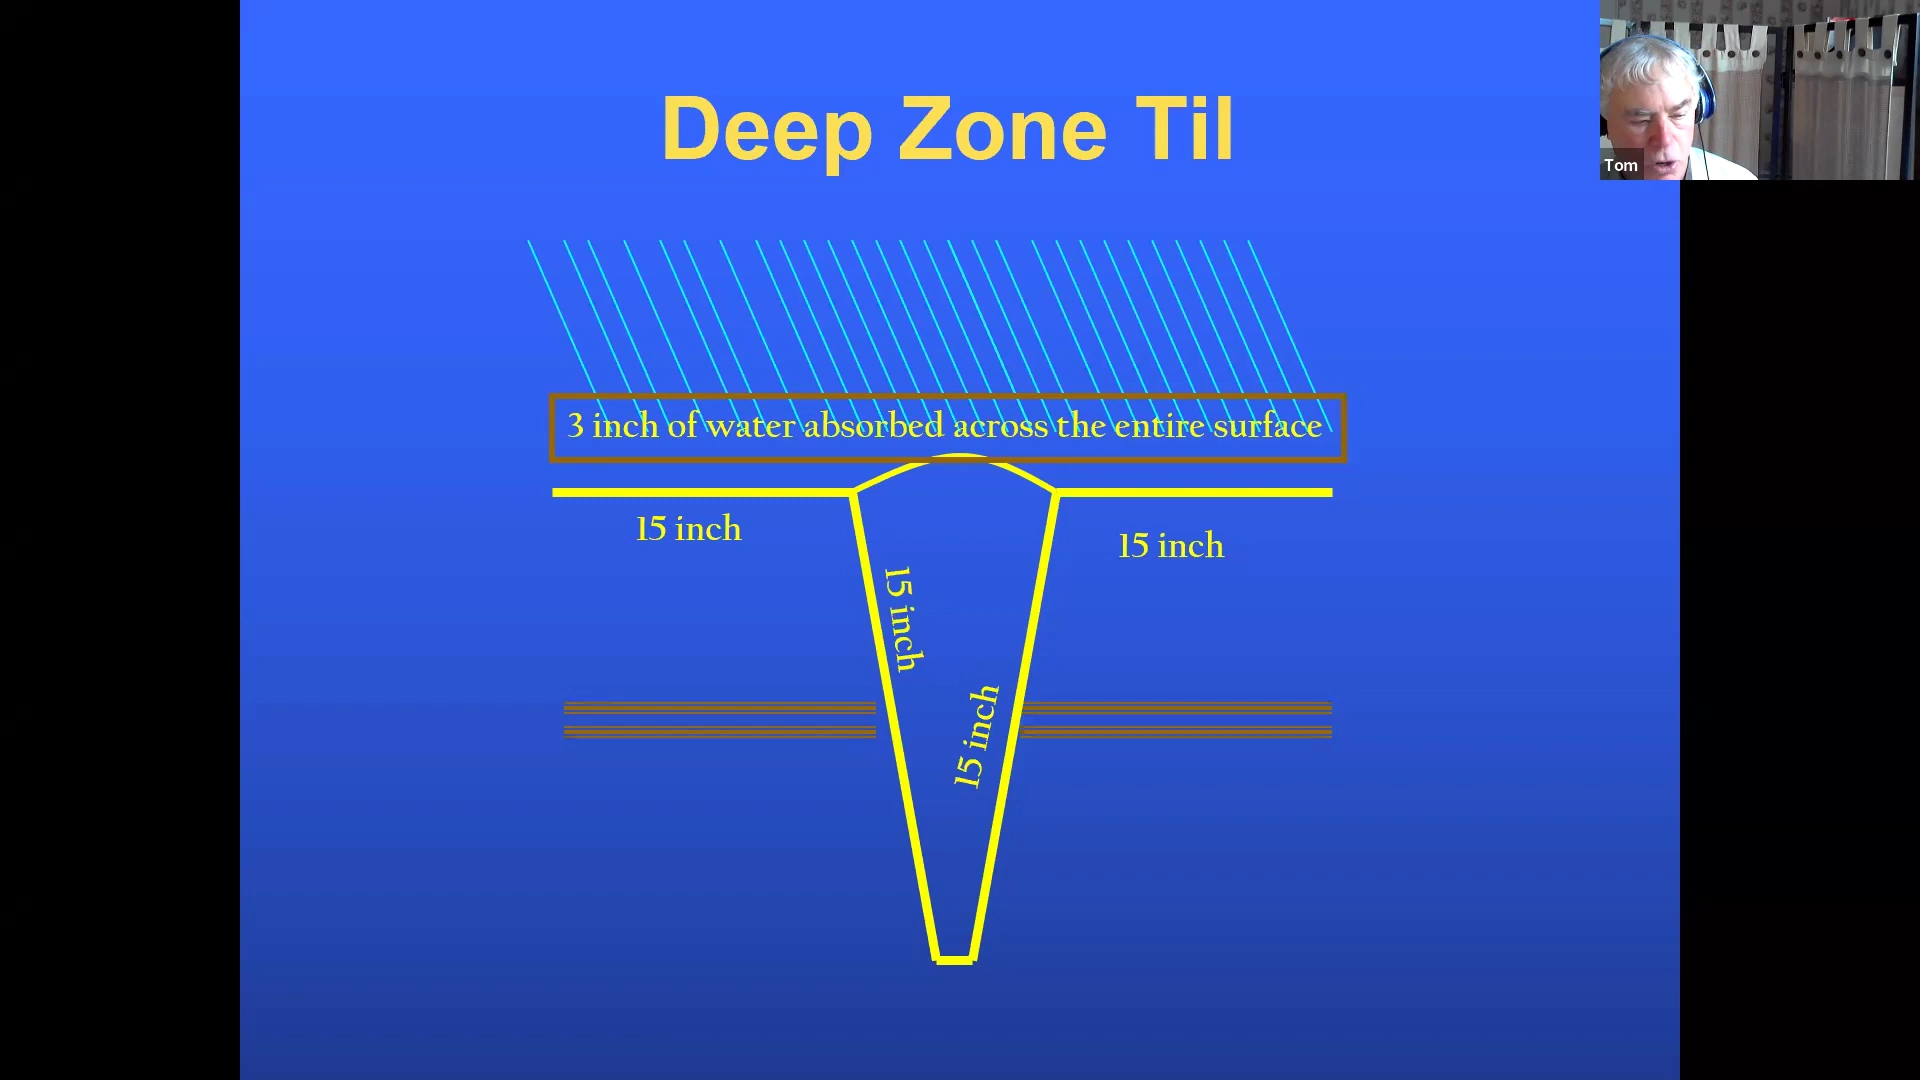 Deep Zone Til
Tom
3 inch of water absorbed across the entire surface
15 inch
15 inch
15 inch
15 inch